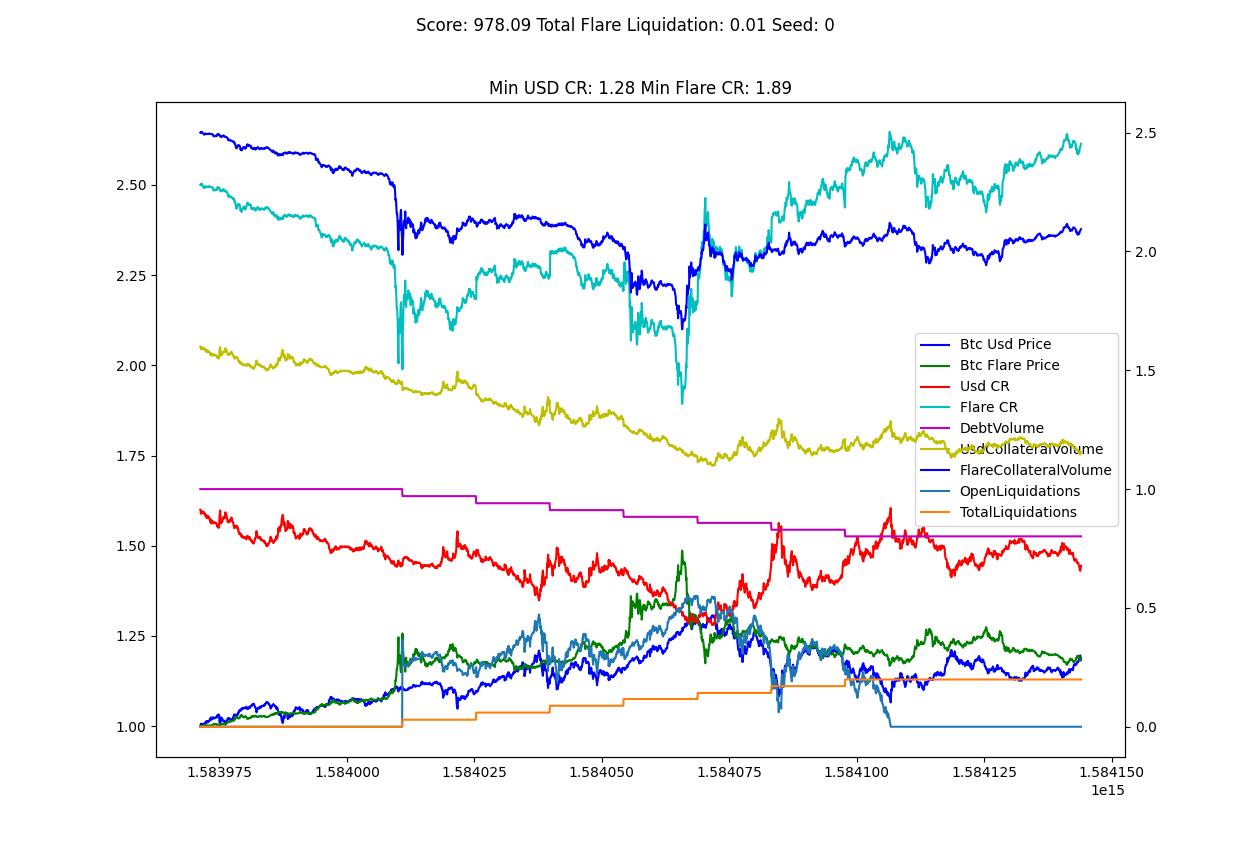 Score: 978.09 Total Flare Liquidation: 0.01 Seed: 0
Min USD CR: 1.28 Min Flare CR: 1.89
2.50
2.25
2.00
1.75
1.50
1.25
1.00
2.5
2.0
1.5
1.0
0.5
0.0
Btc Usd Price
Btc Flare Price
Usd CR
Flare CR
DebtVolume
UsdCollateralVolume
FlareCollateralVolume
OpenLiquidations
TotalLiquidations
1.583975 1.584000 1.584025 1.584050 1.584075 1.584100 1.584125 1.584150
1e15